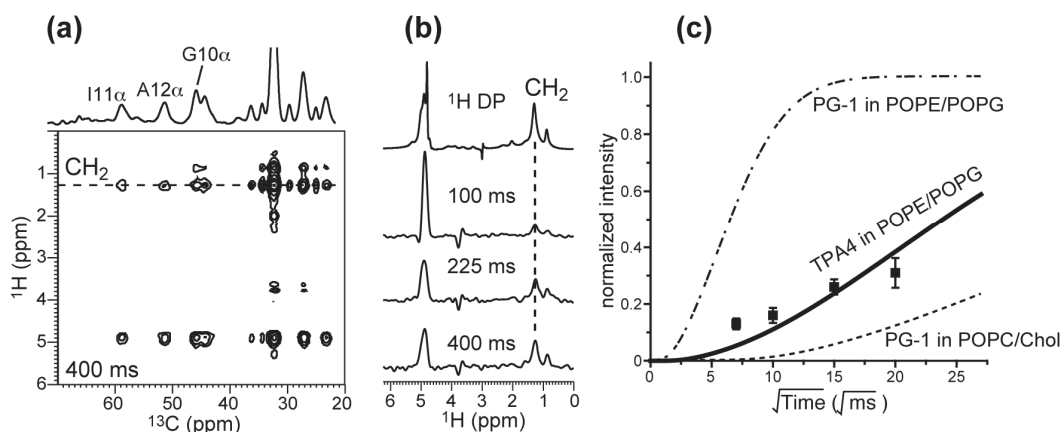 (a)
G10α
I11α
A12α
CH₂
1
2
3
4
5
6
¹H (ppm)
400 ms
60 50 40 30 20
¹³C (ppm)
(b)
CH₂
¹H DP
100 ms
225 ms
400 ms
6 5 4 3 2 1 0
¹H (ppm)
(c)
1.0
0.8
0.6
0.4
0.2
0
normalized intensity
PG-1 in POPE/POPG
TPA4 in POPE/POPG
PG-1 in POPC/Chol
0 5 10 15 20 25
√Time (√ms)